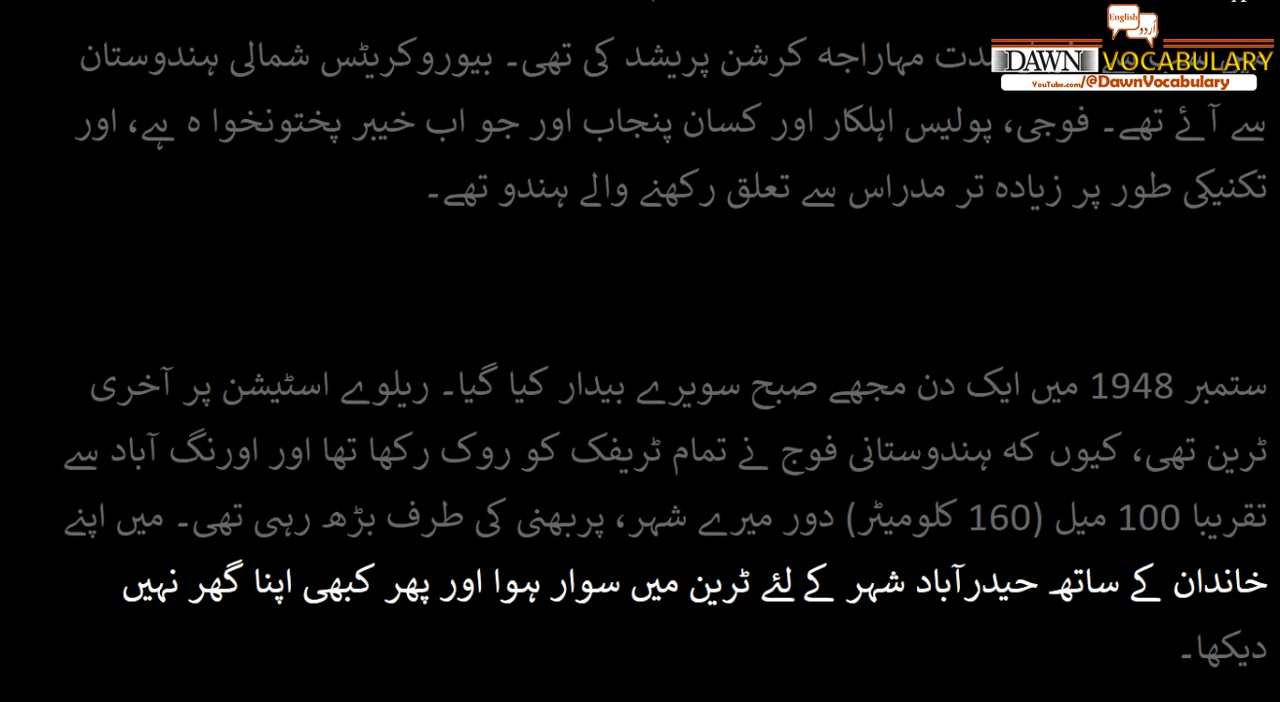 English
اُردو
DAWN VOCABULARY
YouTube.com/@DawnVocabulary
مدت مہاراجہ کرشن پریشد کی تھی۔ بیوروکریٹس شمالی ہندوستان
سے آئے تھے۔ فوجی، پولیس اہلکار اور کسان پنجاب اور جو اب خیبر پختونخوا ہ ہے، اور
تکنیکی طور پر زیادہ تر مدراس سے تعلق رکھنے والے ہندو تھے۔
ستمبر 1948 میں ایک دن مجھے صبح سویرے بیدار کیا گیا۔ ریلوے اسٹیشن پر آخری
ٹرین تھی، کیوں کہ ہندوستانی فوج نے تمام ٹریفک کو روک رکھا تھا اور اورنگ آباد سے
تقریبا 100 میل (160 کلومیٹر) دور میرے شہر، پربھنی کی طرف بڑھ رہی تھی۔ میں اپنے
خاندان کے ساتھ حیدرآباد شہر کے لئے ٹرین میں سوار ہوا اور پھر کبھی اپنا گھر نہیں
دیکھا۔